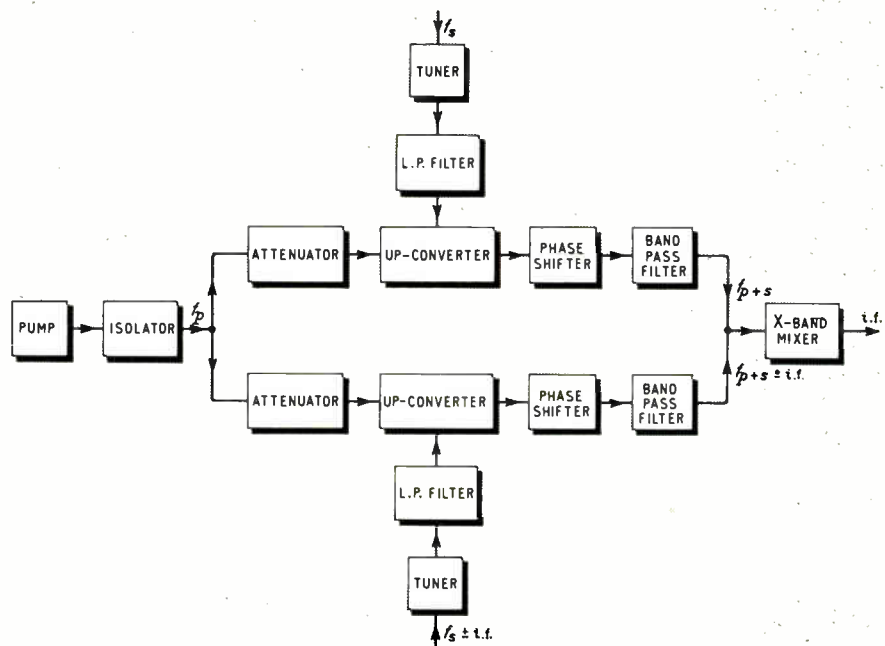 fs
TUNER
L.P. FILTER
ATTENUATOR
UP-CONVERTER
PHASE
SHIFTER
BAND
PASS
FILTER
fp+s
PUMP
ISOLATOR
fp
X-BAND
MIXER
i.f.
fp+s ± i.f.
ATTENUATOR
UP-CONVERTER
PHASE
SHIFTER
BAND
PASS
FILTER
L.P. FILTER
TUNER
fs ± i.f.